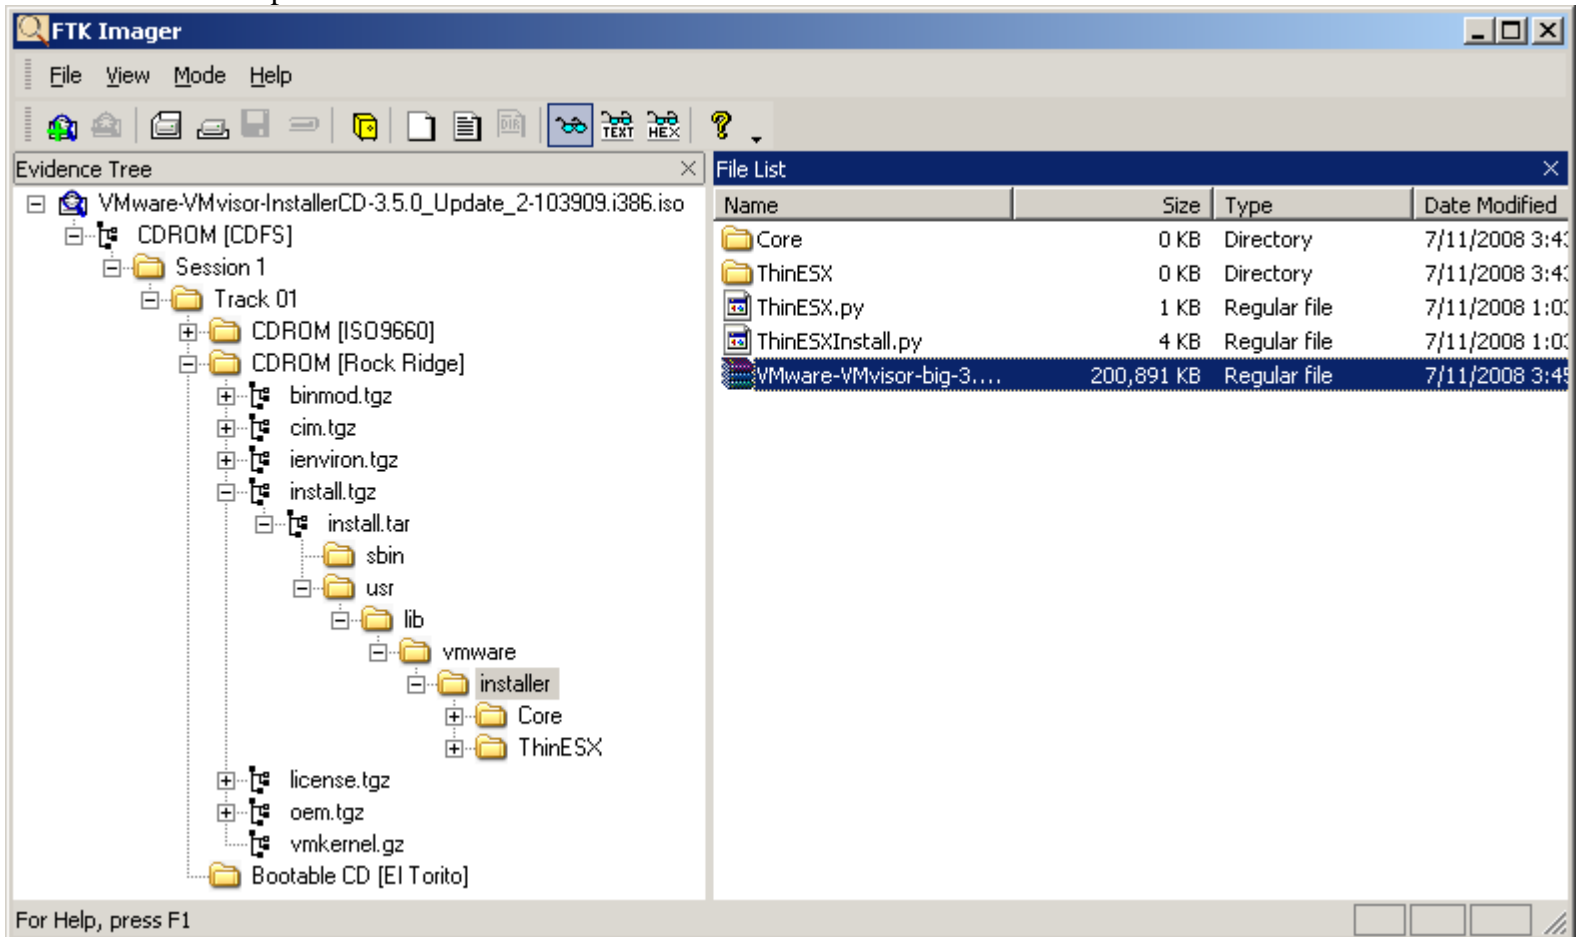 FTK Imager
File View Mode Help
TEXT HEX
Evidence Tree
File List
VMware-VMvisor-InstallerCD-3.5.0_Update_2-103909.i386.iso
CDROM [CDFS]
Session 1
Track 01
CDROM [ISO9660]
CDROM [Rock Ridge]
binmod.tgz
cim.tgz
ienviron.tgz
install.tgz
install.tar
sbin
usr
lib
vmware
installer
Core
ThinESX
license.tgz
oem.tgz
vmkernel.gz
Bootable CD [El Torito]
Name Size Type Date Modified
Core 0 KB Directory 7/11/2008 3:43
ThinESX 0 KB Directory 7/11/2008 3:43
ThinESX.py 1 KB Regular file 7/11/2008 1:03
ThinESXInstall.py 4 KB Regular file 7/11/2008 1:03
VMware-VMvisor-big-3.... 200,891 KB Regular file 7/11/2008 3:45
For Help, press F1